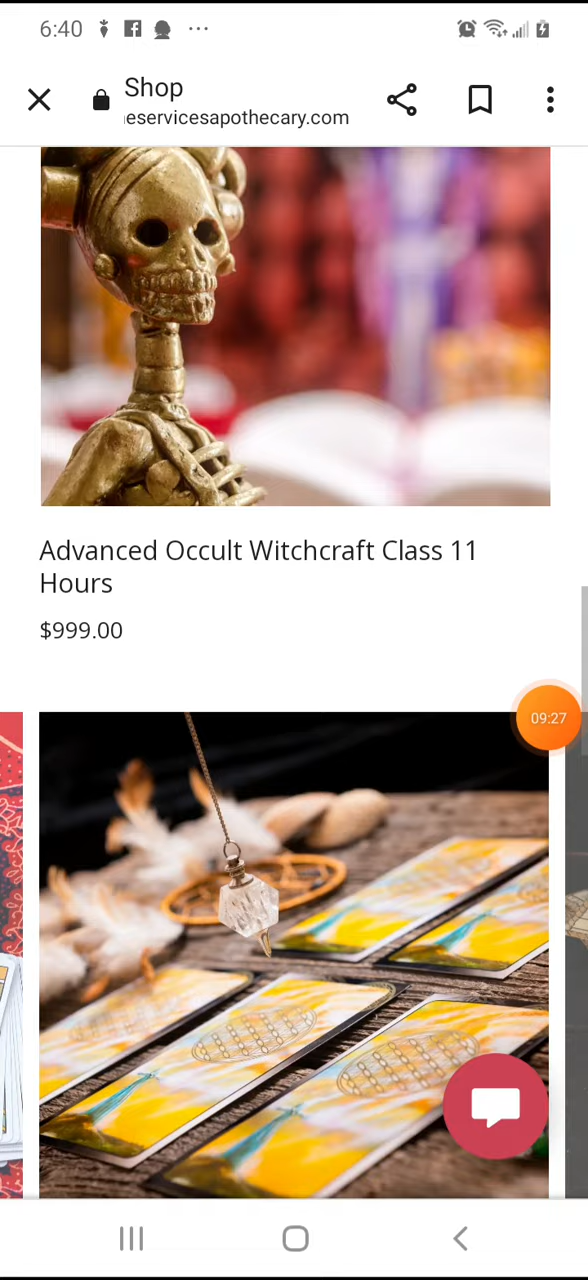 6:40
Shop
eservicesapothecary.com
Advanced Occult Witchcraft Class 11
Hours
$999.00
09:27